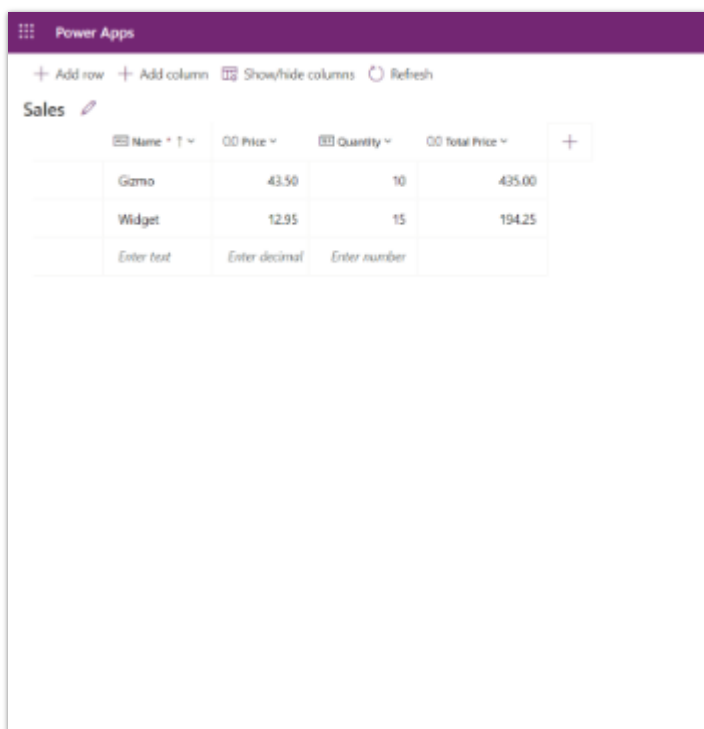 Power Apps
Add row Add column Show/hide columns Refresh
Sales
Name * ↑ Price Quantity Total Price
Gizmo 43.50 10 435.00
Widget 12.95 15 194.25
Enter text Enter decimal Enter number